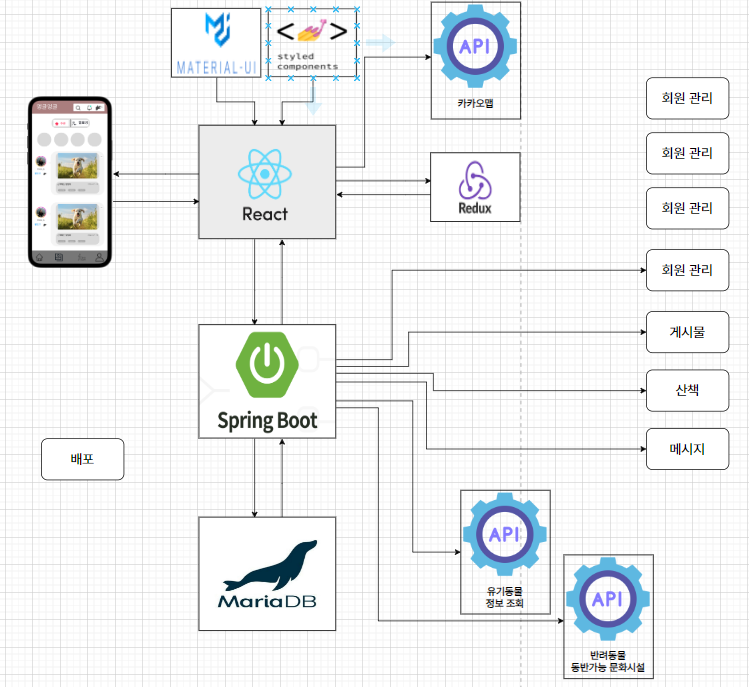 MATERIAL-UI
styled
components
API
카카오맵
회원 관리
회원 관리
React
Redux
회원 관리
회원 관리
게시물
Spring Boot
산책
배포
메시지
API
유기동물
정보 조회
MariaDB
API
반려동물
동반가능 문화시설